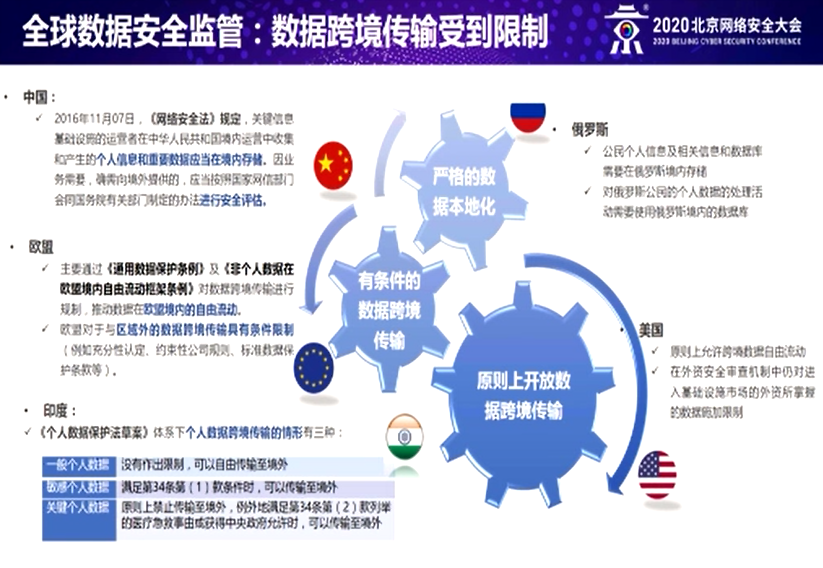 全球数据安全监管：数据跨境传输受到限制
2020北京网络安全大会
2020 BEIJING CYBER SECURITY CONFERENCE
• 中国：
✓ 2016年11月07日，《网络安全法》规定，关键信息
基础设施的运营者在中华人民共和国境内运营中收集
和产生的个人信息和重要数据应当在境内存储。因业
务需要，确需向境外提供的，应当按照国家网信部门
会同国务院有关部门制定的办法进行安全评估。
• 欧盟
✓ 主要通过《通用数据保护条例》及《非个人数据在
欧盟境内自由流动框架条例》对数据跨境传输进行
规制，推动数据在欧盟境内的自由流动。
✓ 欧盟对于与区域外的数据跨境传输具有条件限制
（例如充分性认定、约束性公司规则、标准数据保
护条款等）。
• 印度：
✓ 《个人数据保护法草案》体系下个人数据跨境传输的情形有三种：
一般个人数据 没有作出限制，可以自由传输至境外
敏感个人数据 满足第34条第（1）款条件时，可以传输至境外
关键个人数据 原则上禁止传输至境外，例外地满足第34条第（2）款列举
的医疗急救事由或获得中央政府允许时，可以传输至境外
严格的数
据本地化
有条件的
数据跨境
传输
原则上开放数
据跨境传输
• 俄罗斯
✓ 公民个人信息及相关信息和数据库
需要在俄罗斯境内存储
✓ 对俄罗斯公民的个人数据的处理活
动需要使用俄罗斯境内的数据库
• 美国
✓ 原则上允许跨境数据自由流动
✓ 在外资安全审查机制中仍对进
入基础设施市场的外资所掌握
的数据施加限制